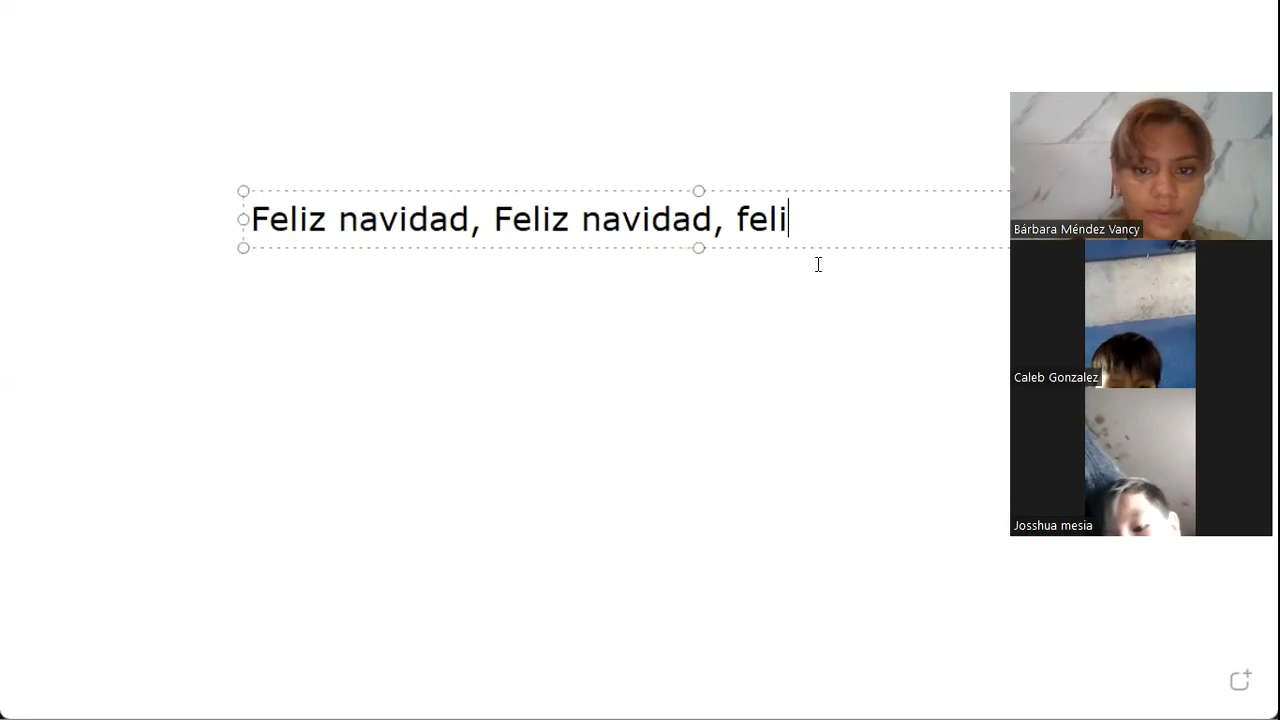 Feliz navidad, Feliz navidad, feli
Bárbara Méndez Vancy
Caleb Gonzalez
Josshua mesia